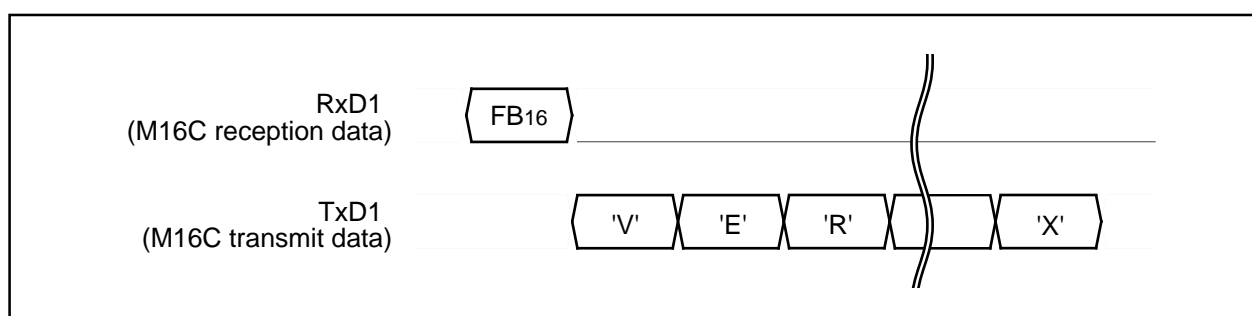 RxD1
(M16C reception data)
FB16
TxD1
(M16C transmit data)
'V' 'E' 'R' 'X'